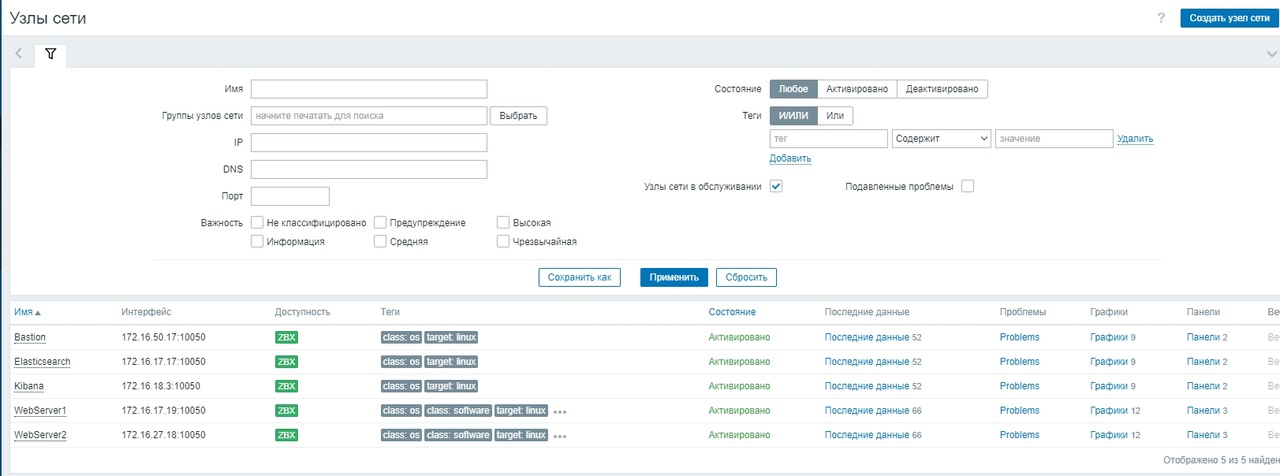 Узлы сети ? Создать узел сети
Имя Состояние Любое Активировано Деактивировано
Группы узлов сети начните печатать для поиска Выбрать Теги И/ИЛИ Или
IP тег Содержит значение Удалить
Добавить
DNS
Узлы сети в обслуживании Подавленные проблемы
Порт
Важность Не классифицировано Предупреждение Высокая
Информация Средняя Чрезвычайная
Сохранить как Применить Сбросить
Имя Интерфейс Доступность Теги Состояние Последние данные Проблемы Графики Панели Ве
Bastion 172.16.50.17:10050 ZBX class: os target: linux Активировано Последние данные 52 Problems Графики 9 Панели 2 Ве
Elasticsearch 172.16.17.17:10050 ZBX class: os target: linux Активировано Последние данные 52 Problems Графики 9 Панели 2 Ве
Kibana 172.16.18.3:10050 ZBX class: os target: linux Активировано Последние данные 52 Problems Графики 9 Панели 2 Ве
WebServer1 172.16.17.19:10050 ZBX class: os class: software target: linux ••• Активировано Последние данные 66 Problems Графики 12 Панели 3 Ве
WebServer2 172.16.27.18:10050 ZBX class: os class: software target: linux ••• Активировано Последние данные 66 Problems Графики 12 Панели 3 Ве
Отображено 5 из 5 найден